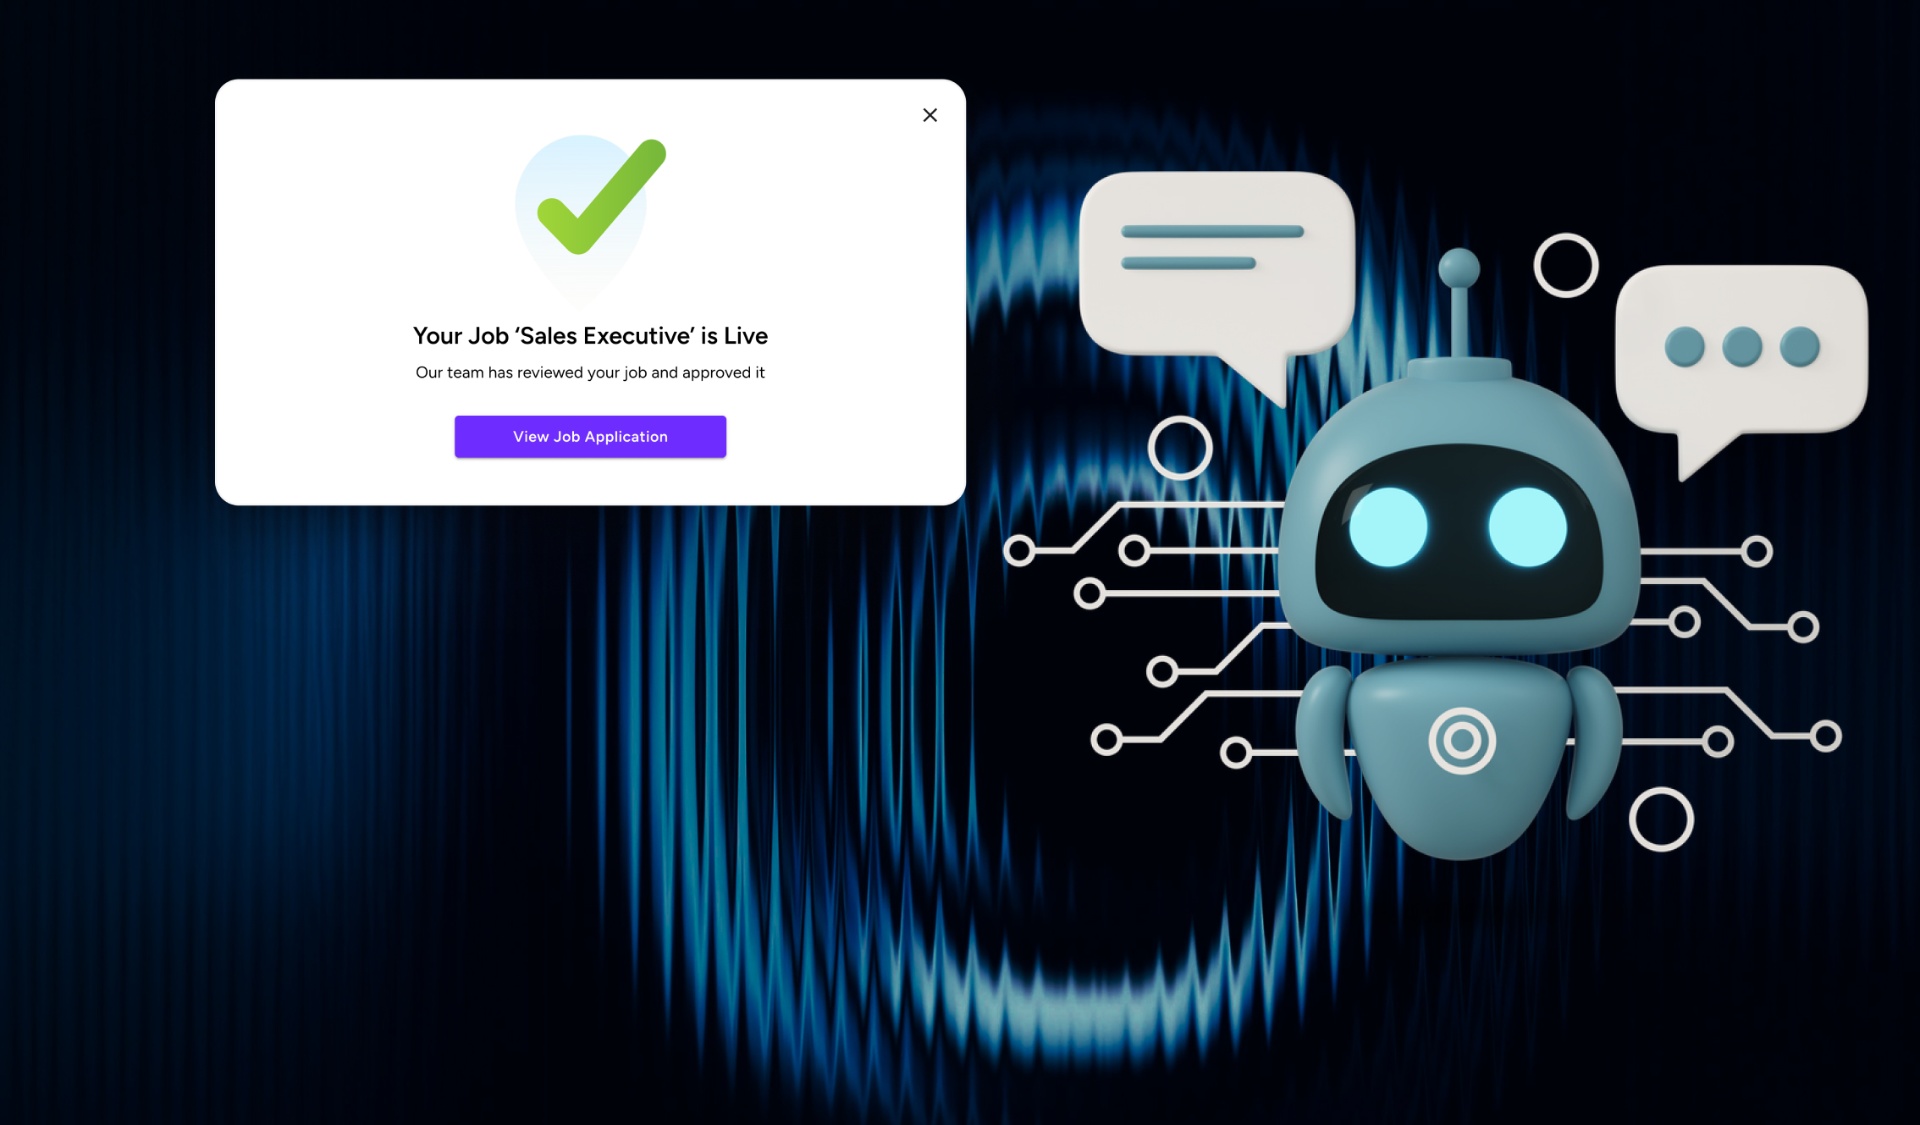 Your Job ‘Sales Executive’ is Live
Our team has reviewed your job and approved it
View Job Application